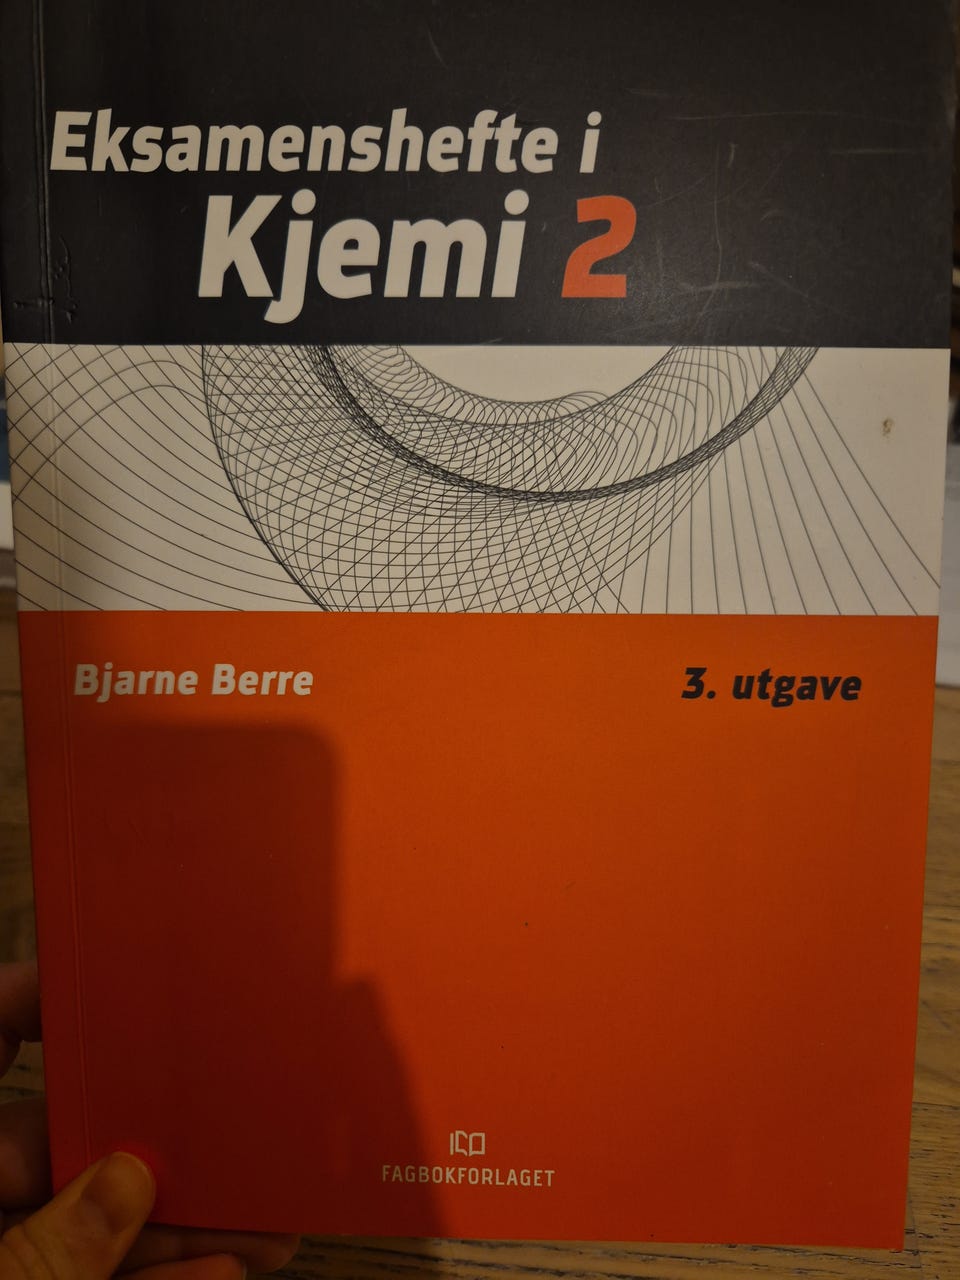 Eksamenshefte i
Kjemi 2
Bjarne Berre
3. utgave
FAGBOKFORLAGET